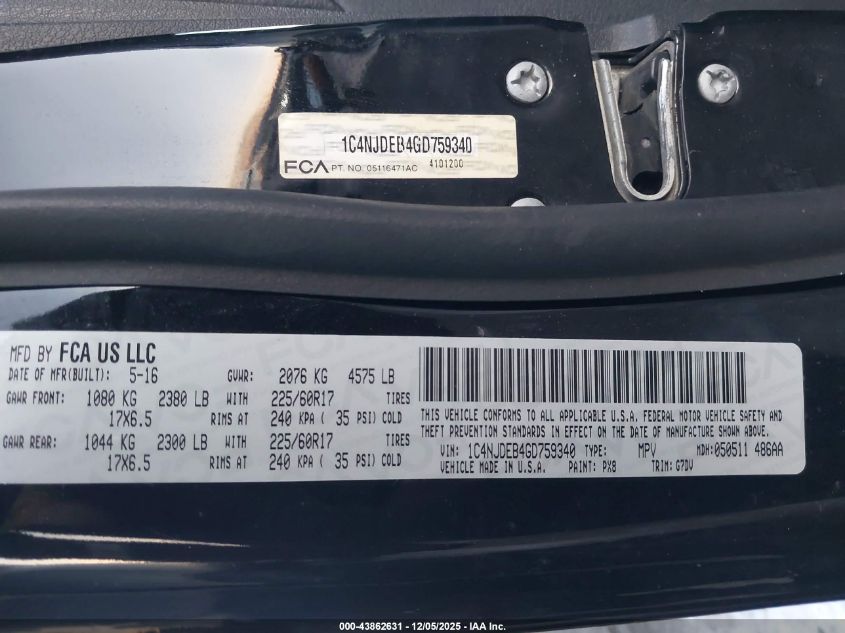 1C4NJDEB4GD759340
FCA PT. NO. 05116471AC 4101200
MFD BY FCA US LLC
DATE OF MFR(BUILT): 5-16 GVWR: 2076 KG 4575 LB
GAWR FRONT: 1080 KG 2380 LB WITH 225/60R17 TIRES
17X6.5 RIMS AT 240 KPA ( 35 PSI) COLD
GAWR REAR: 1044 KG 2300 LB WITH 225/60R17 TIRES
17X6.5 RIMS AT 240 KPA ( 35 PSI) COLD
THIS VEHICLE CONFORMS TO ALL APPLICABLE U.S.A. FEDERAL MOTOR VEHICLE SAFETY AND
THEFT PREVENTION STANDARDS IN EFFECT ON THE DATE OF MANUFACTURE SHOWN ABOVE.
VIN: 1C4NJDEB4GD759340 TYPE: MPV MDH:050511 486AA
VEHICLE MADE IN U.S.A. PAINT: PX8 TRIM: G7DV
000-43862631 - 12/05/2025 - IAA Inc.